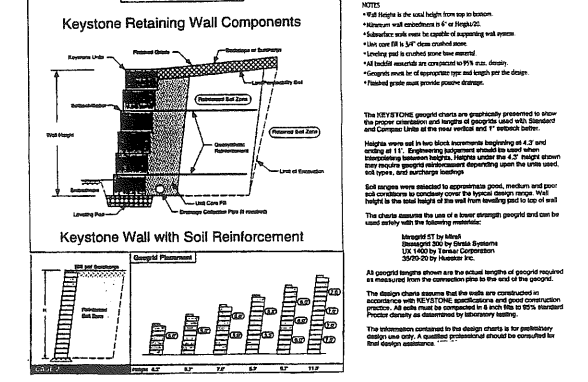 Keystone Retaining Wall Components
Finished Grade
Backslope or Surcharge
Keystone Units
Low Permeability Soil
Reinforced Soil Zone
Retained Soil Zone
Wall Height
Geosynthetic
Reinforcement
Limit of Excavation
Embedment
Unit Core Fill
Drainage Collection Pipe (if required)
Leveling Pad
Keystone Wall with Soil Reinforcement
Geogrid Placement
Reinforced
Soil Zone
CASE 2
Height 4.3'
11.0'
NOTES
* Wall Height is the total height from top to bottom.
* Minimum wall embedment is 6" or Height/20.
* Subsurface soils must be capable of supporting wall system.
* Unit core fill is 3/4" clean crushed stone.
* Leveling pad is crushed stone base material.
* All backfill materials are compacted to 95% max. density.
* Geogrids must be of appropriate type and length per the design.
* Finished grade must provide positive drainage.
The KEYSTONE geogrid charts are graphically presented to show
the proper orientation and lengths of geogrids used with Standard
and Compac Units at the near vertical and 1" setback batter.
Heights were set in two block increments beginning at 4.3' and
ending at 11'. Engineering judgement should be used when
interpolating between heights. Heights under the 4.3' height shown
may require geogrid reinforcement depending upon the units used,
soil types, and surcharge loadings
Soil ranges were selected to approximate good, medium and poor
soil conditions to concisely cover the typical design range. Wall
height is the total height of the wall from leveling pad to top of wall
The charts assume the use of a lower strength geogrid and can be
used safely with the following materials:
Miragrid 5T by Mirafi
Stratagrid 300 by Strata Systems
UX 1400 by Tensar Corporation
35/20-20 by Huesker Inc.
All geogrid lengths shown are the actual lengths of geogrid required
as measured from the connection pins to the end of the geogrid.
The design charts assume that the walls are constructed in
accordance with KEYSTONE specifications and good construction
practice. All soils must be compacted in 8 inch lifts to 95% standard
Proctor density as determined by laboratory testing.
The information contained in the design charts is for preliminary
design use only. A qualified professional should be consulted for
final design assistance.